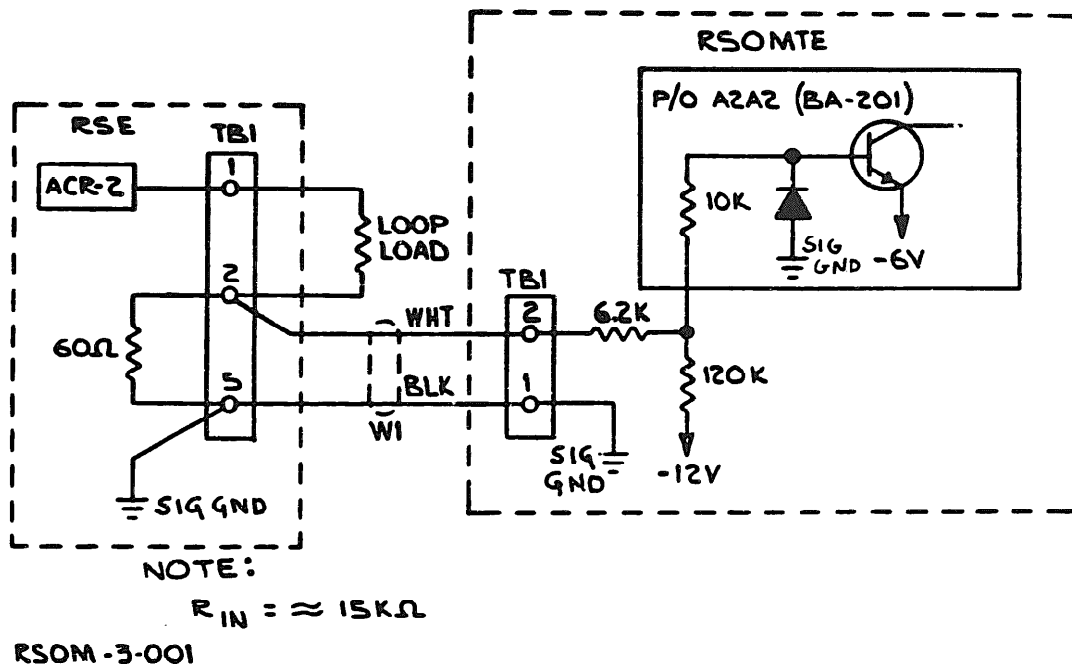 RSOMTE
P/O A2A2 (BA-201)
RSE
TB1
ACR-2
1
LOOP
LOAD
10K
SIG
GND
-6V
2
TB1
60Ω
WHT
2
6.2K
5
BLK
1
120K
W1
SIG
GND
-12V
SIG GND
NOTE:
R IN = ≈ 15KΩ
RSOM-3-001